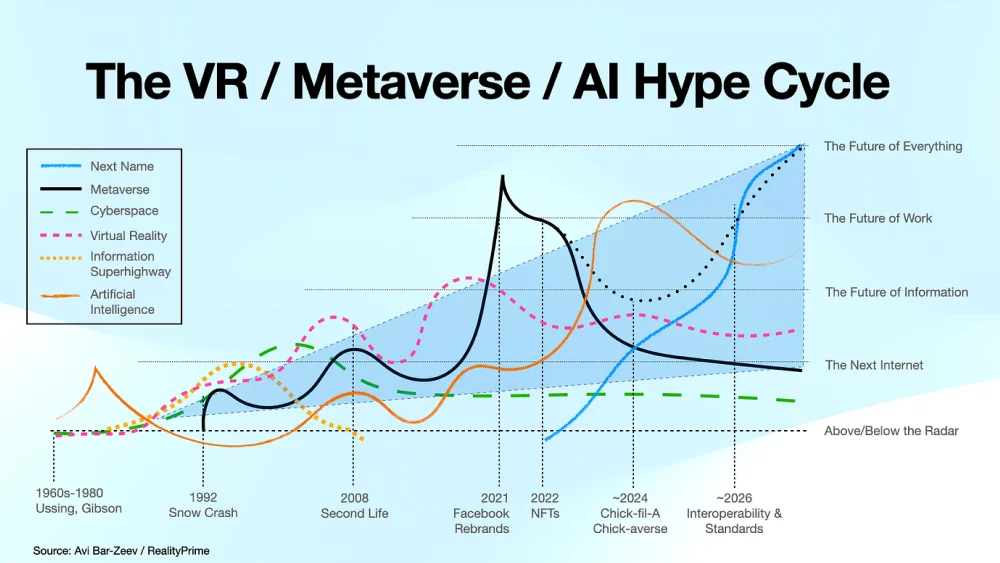 The VR / Metaverse / AI Hype Cycle
Next Name
Metaverse
Cyberspace
Virtual Reality
Information
Superhighway
Artificial
Intelligence
The Future of Everything
The Future of Work
The Future of Information
The Next Internet
Above/Below the Radar
1960s-1980
Ussing, Gibson
1992
Snow Crash
2008
Second Life
2021
Facebook
Rebrands
2022
NFTs
~2024
Chick-fil-A
Chick-averse
~2026
Interoperability &
Standards
Source: Avi Bar-Zeev / RealityPrime